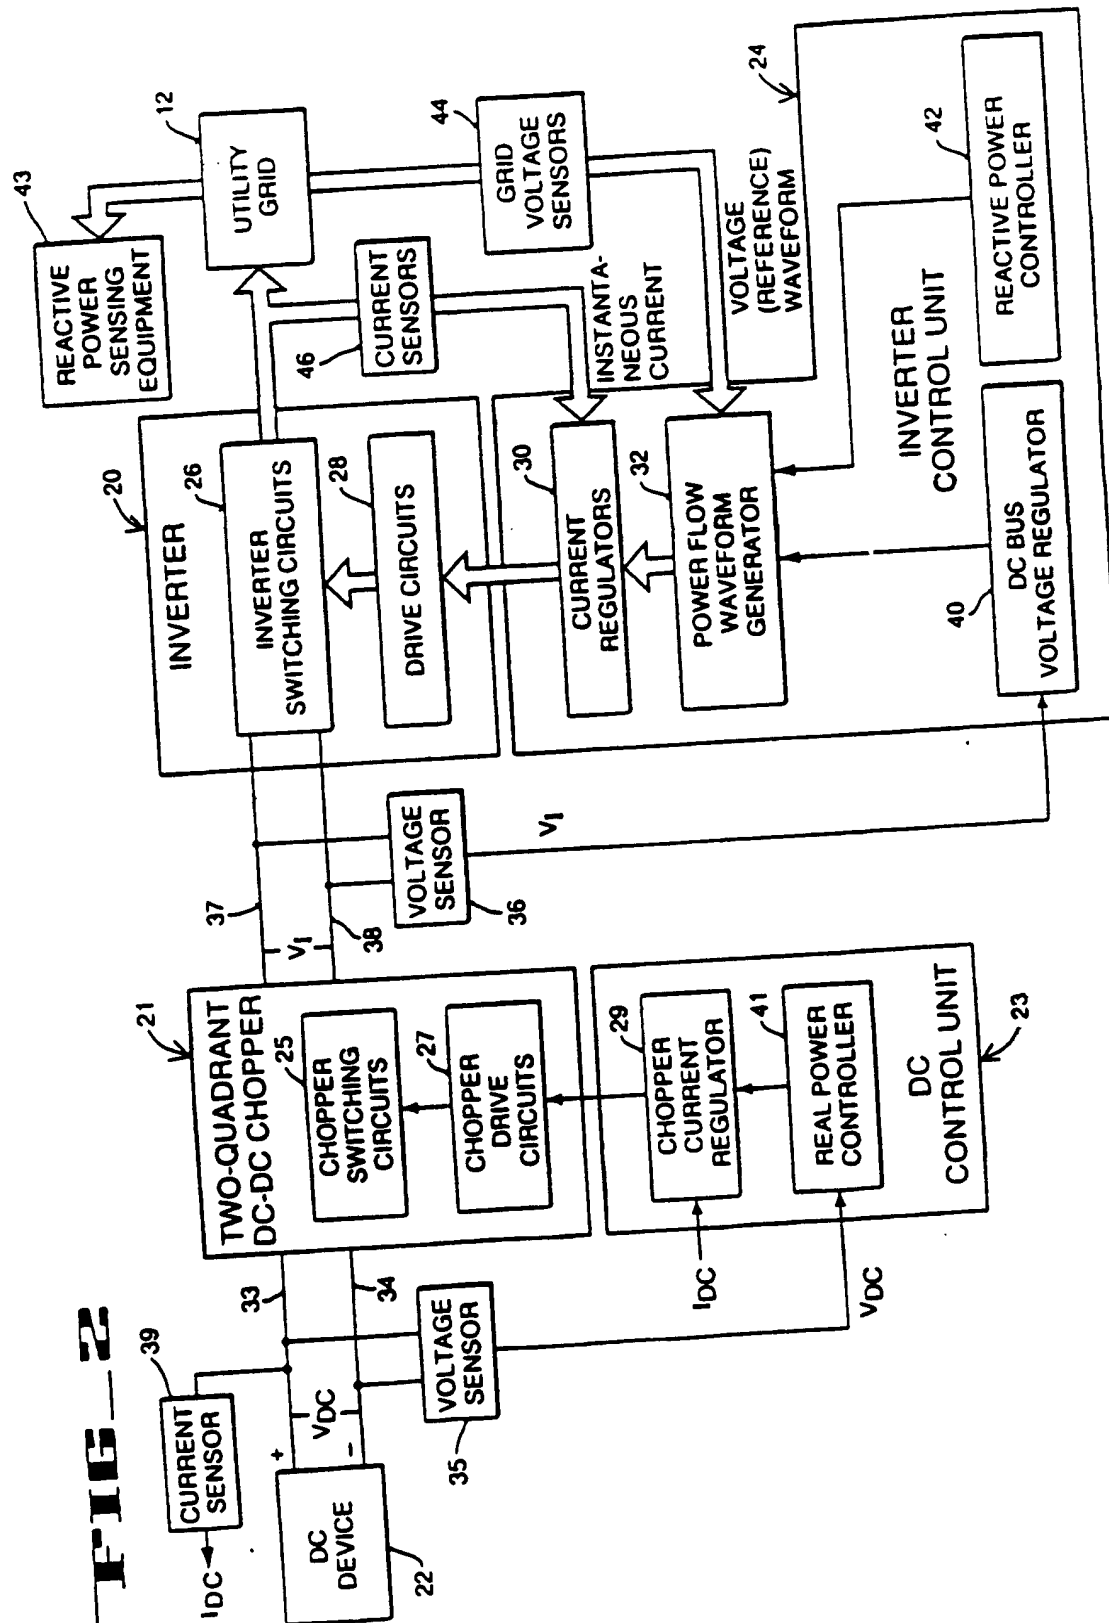 FIG_2
43
REACTIVE
POWER
SENSING
EQUIPMENT
12
UTILITY
GRID
44
GRID
VOLTAGE
SENSORS
46
CURRENT
SENSORS
INSTANTA-
NEOUS
CURRENT
VOLTAGE
(REFERENCE)
WAVEFORM
24
20
INVERTER
26
INVERTER
SWITCHING CIRCUITS
28
DRIVE CIRCUITS
30
CURRENT
REGULATORS
32
POWER FLOW
WAVEFORM
GENERATOR
INVERTER
CONTROL UNIT
42
REACTIVE POWER
CONTROLLER
40
DC BUS
VOLTAGE REGULATOR
37
VI
38
VOLTAGE
SENSOR
36
VI
21
TWO-QUADRANT
DC-DC CHOPPER
25
CHOPPER
SWITCHING
CIRCUITS
27
CHOPPER
DRIVE
CIRCUITS
29
CHOPPER
CURRENT
REGULATOR
41
REAL POWER
CONTROLLER
DC
CONTROL UNIT
23
39
CURRENT
SENSOR
IDC
33
34
+
VDC
-
DC
DEVICE
22
VOLTAGE
SENSOR
35
IDC
VDC